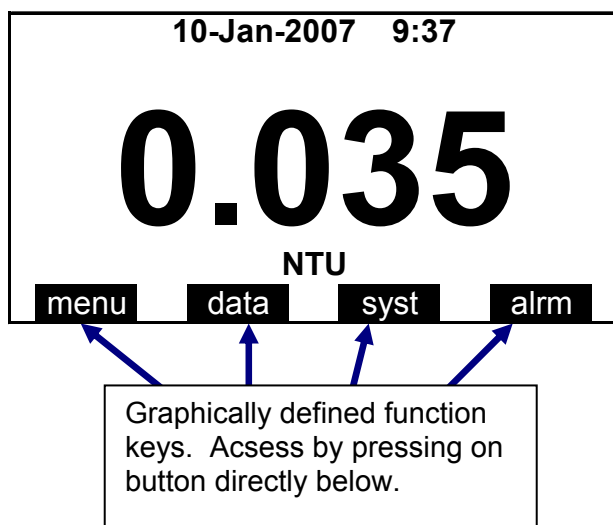 10-Jan-2007 9:37
0.035
NTU
menu data syst alrm
Graphically defined function
keys. Acsess by pressing on
button directly below.